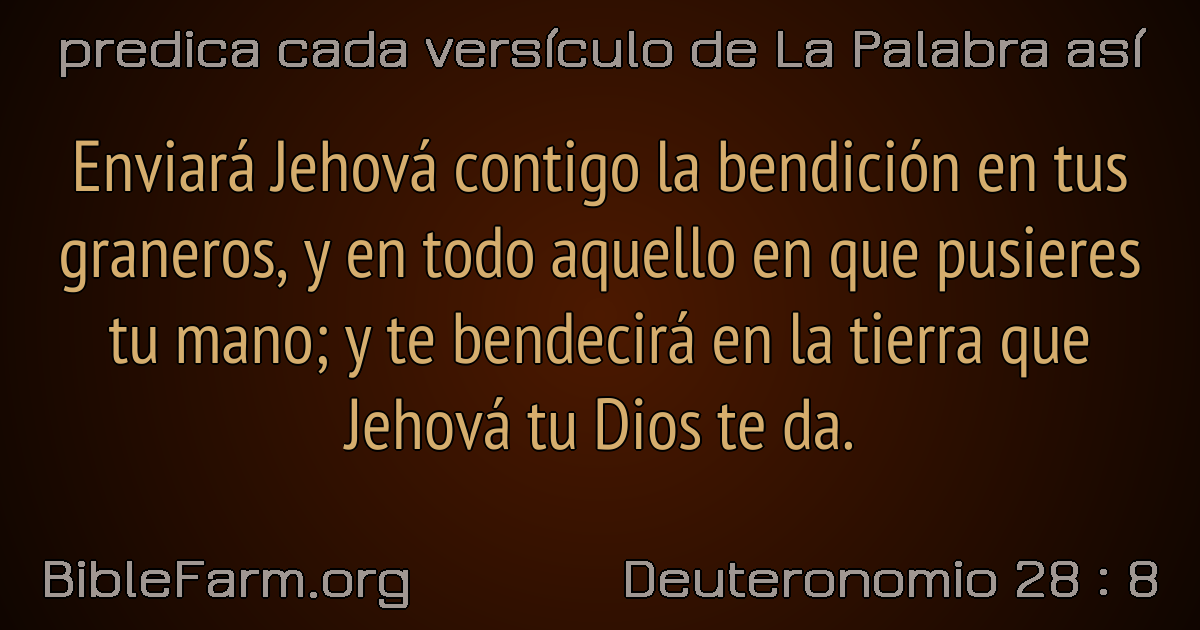 predica cada versículo de La Palabra así
Enviará Jehová contigo la bendición en tus
graneros, y en todo aquello en que pusieres
tu mano; y te bendecirá en la tierra que
Jehová tu Dios te da.
BibleFarm.org
Deuteronomio 28 : 8